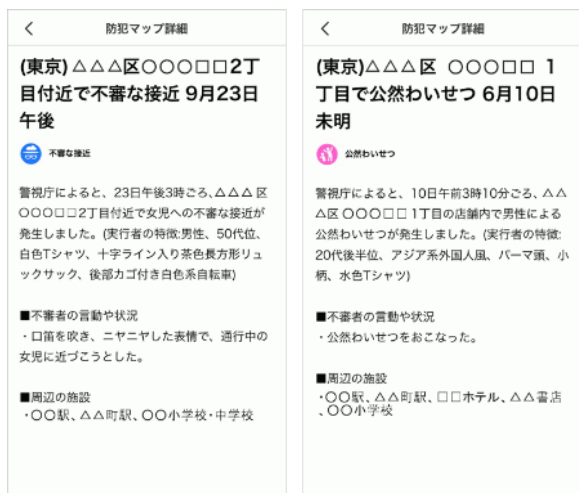 防犯マップ詳細
(東京)△△△区〇〇〇□□2丁
目付近で不審な接近 9月23日
午後
不審な接近
警視庁によると、23日午後3時ごろ、△△△ 区
〇〇〇□□2丁目付近で女児への不審な接近が
発生しました。(実行者の特徴:男性、50代位、
白色Tシャツ、十字ライン入り茶色長方形リュ
ックサック、後部カゴ付き白色系自転車)
■不審者の言動や状況
・口笛を吹き、ニヤニヤした表情で、通行中の
女児に近づこうとした。
■周辺の施設
・〇〇駅、△△町駅、〇〇小学校・中学校
防犯マップ詳細
(東京)△△△区 〇〇〇□□ 1
丁目で公然わいせつ 6月10日
未明
公然わいせつ
警視庁によると、10日午前3時10分ごろ、△△
△区 〇〇〇□□ 1丁目の店舗内で男性による
公然わいせつが発生しました。(実行者の特徴:
20代後半位、アジア系外国人風、パーマ頭、小
柄、水色Tシャツ)
■不審者の言動や状況
・公然わいせつをおこなった。
■周辺の施設
・〇〇駅、△△町駅、□□ホテル、△△書店
、〇〇小学校